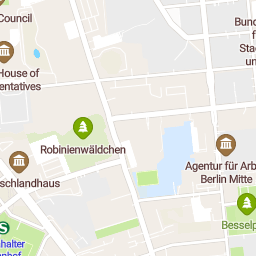 Council
Bund
Stad
un
House of
entatives
Robinienwäldchen
Agentur für Arb
Berlin Mitte
schlandhaus
Besselp
S
halter
hof